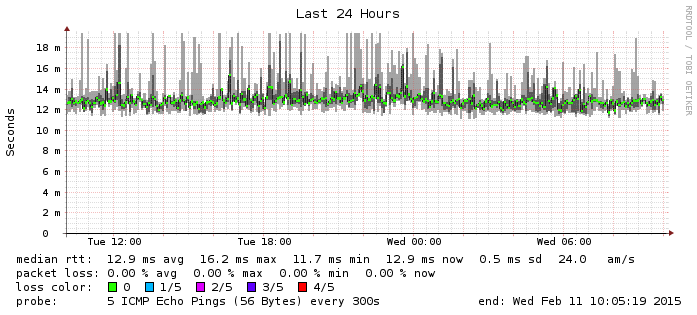 Last 24 Hours
RRDTOOL / TOBI OETIKER
Seconds
18 m
16 m
14 m
12 m
10 m
8 m
6 m
4 m
2 m
0
Tue 12:00 Tue 18:00 Wed 00:00 Wed 06:00
median rtt: 12.9 ms avg 16.2 ms max 11.7 ms min 12.9 ms now 0.5 ms sd 24.0 am/s
packet loss: 0.00 % avg 0.00 % max 0.00 % min 0.00 % now
loss color: 0 1/5 2/5 3/5 4/5
probe: 5 ICMP Echo Pings (56 Bytes) every 300s end: Wed Feb 11 10:05:19 2015